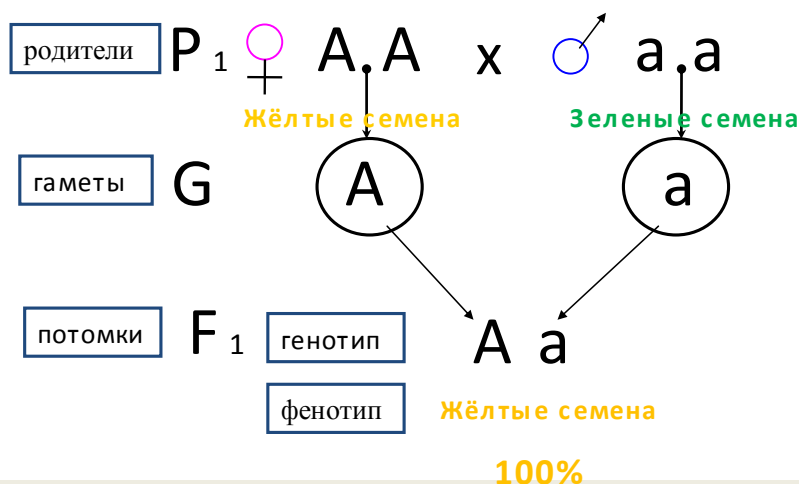 родители P 1 А.А х а.а
Жёлтые семена Зеленые семена
гаметы G А а
потомки F 1 генотип А а
фенотип Жёлтые семена
100%